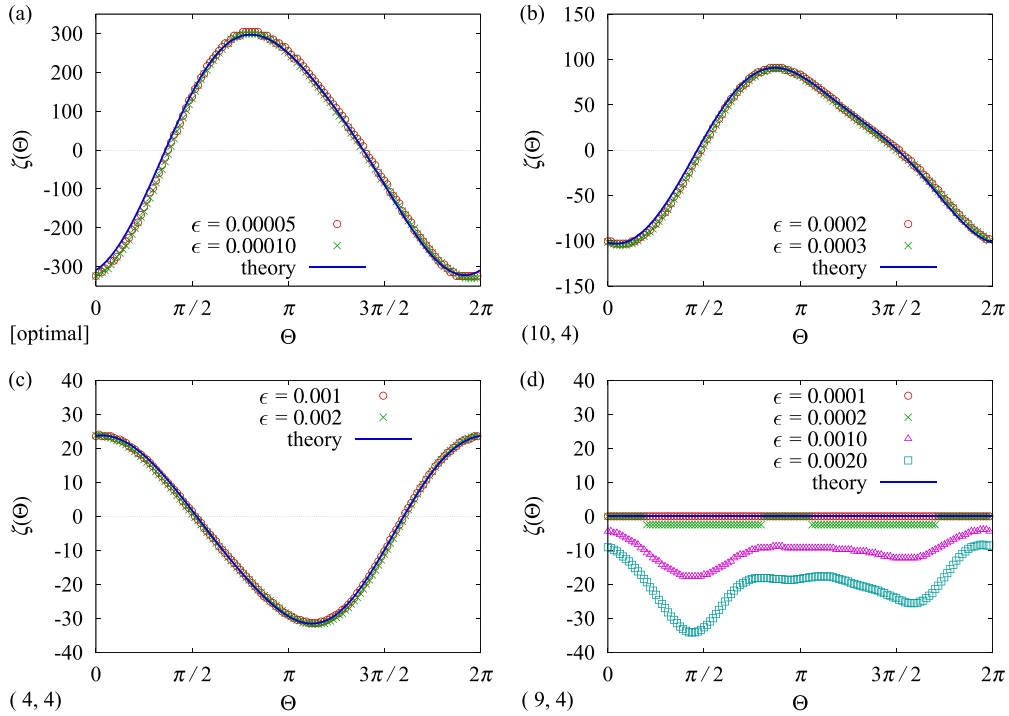 (a)
300
200
100
0
-100
-200
-300
ζ(Θ)
ϵ = 0.00005
ϵ = 0.00010
theory
0
π / 2
π
3π / 2
2π
Θ
[optimal]
(b)
150
100
50
0
-50
-100
-150
ζ(Θ)
ϵ = 0.0002
ϵ = 0.0003
theory
0
π / 2
π
3π / 2
2π
Θ
(10, 4)
(c)
40
30
20
10
0
-10
-20
-30
-40
ζ(Θ)
ϵ = 0.001
ϵ = 0.002
theory
0
π / 2
π
3π / 2
2π
Θ
( 4, 4)
(d)
40
30
20
10
0
-10
-20
-30
-40
ζ(Θ)
ϵ = 0.0001
ϵ = 0.0002
ϵ = 0.0010
ϵ = 0.0020
theory
0
π / 2
π
3π / 2
2π
Θ
( 9, 4)